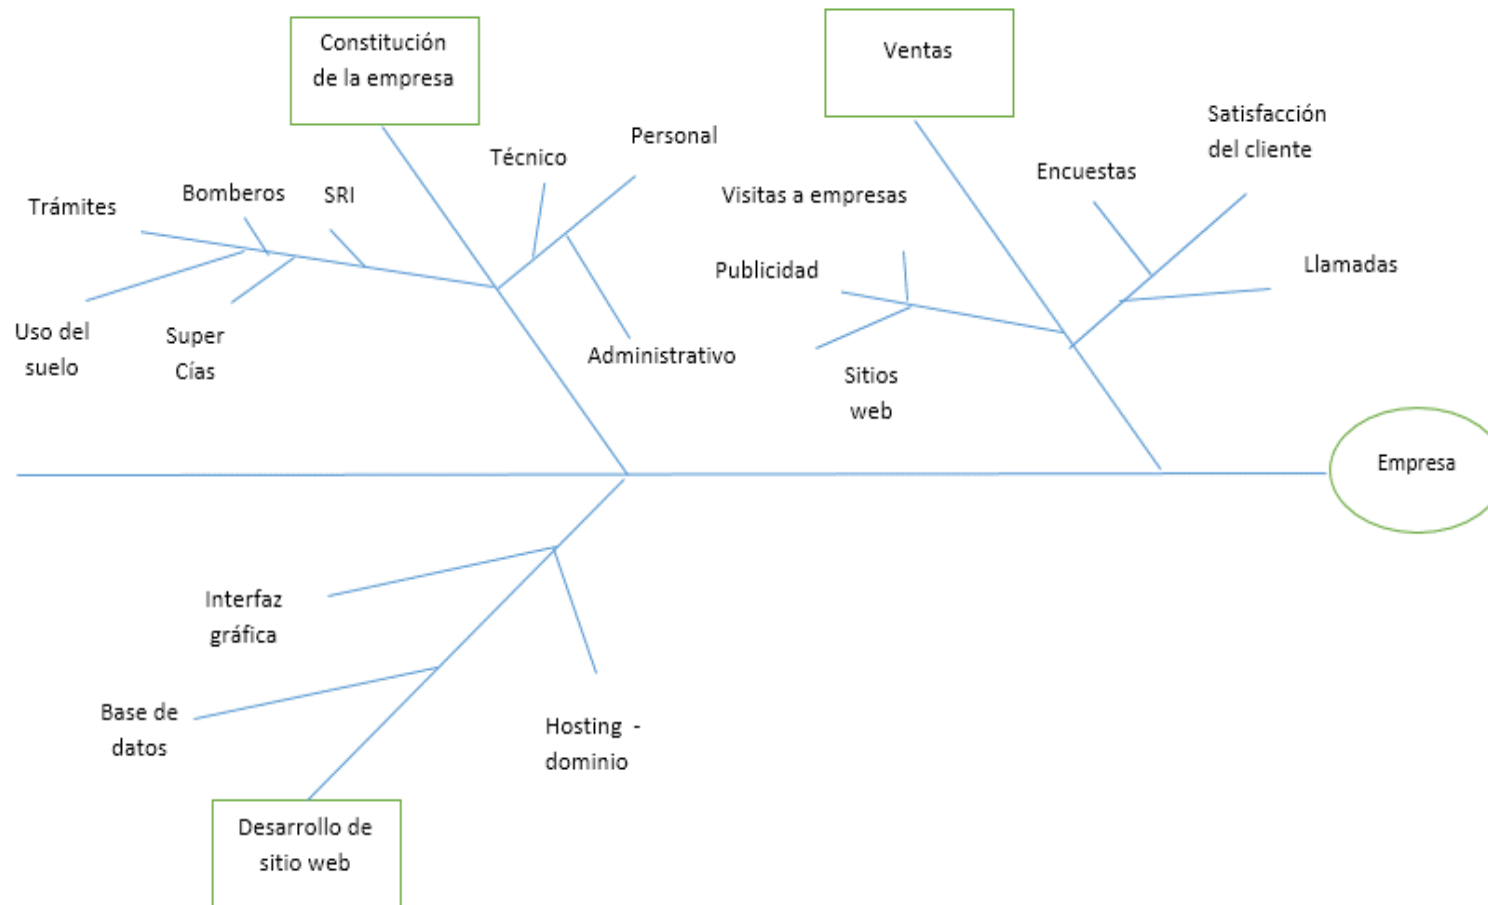 Constitución
de la empresa
Ventas
Satisfacción
del cliente
Personal
Técnico
Encuestas
Bomberos
SRI
Visitas a empresas
Trámites
Publicidad
Llamadas
Uso del
suelo
Super
Cías
Administrativo
Sitios
web
Empresa
Interfaz
gráfica
Base de
datos
Hosting -
dominio
Desarrollo de
sitio web